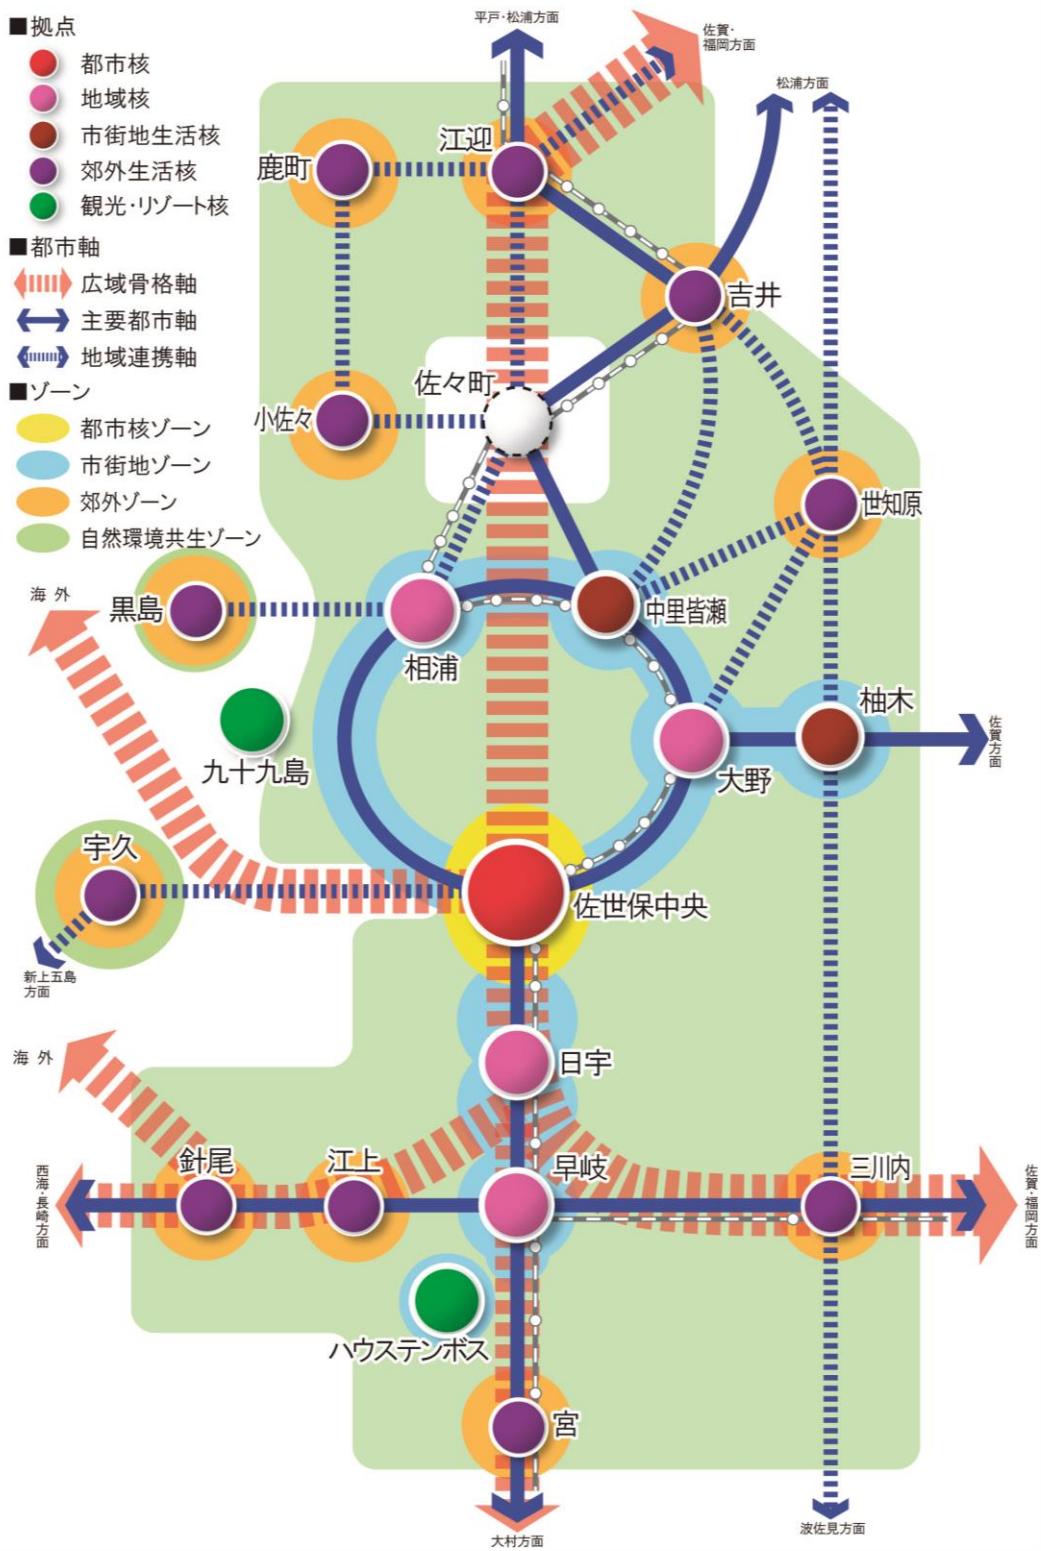 ■拠点
都市核
地域核
市街地生活核
郊外生活核
観光・リゾート核
■都市軸
広域骨格軸
主要都市軸
地域連携軸
■ゾーン
都市核ゾーン
市街地ゾーン
郊外ゾーン
自然環境共生ゾーン
平戸・松浦方面
佐賀・
福岡方面
松浦方面
江迎
鹿町
吉井
佐々町
小佐々
世知原
海外
黒島
中里皆瀬
相浦
柚木
佐賀方面
九十九島
大野
宇久
佐世保中央
新上五島
方面
海外
日宇
針尾
江上
早岐
三川内
西海・長崎方面
佐賀・福岡方面
ハウステンボス
宮
大村方面
波佐見方面